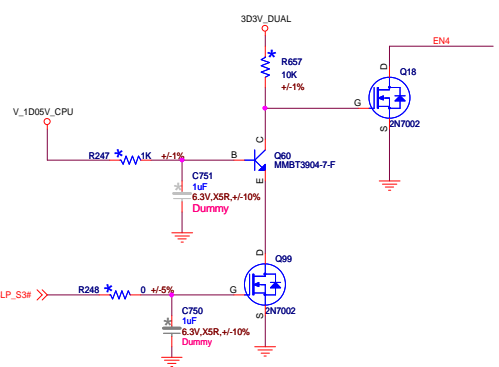 3D3V_DUAL
EN4
R657
10K
+/-1%
D
Q18
G
2N7002
S
V_1D05V_CPU
C
R247 1K +/-1%
B
Q60
MMBT3904-7-F
E
C751
1uF
6.3V,X5R,+/-10%
Dummy
D
Q99
LP_S3#
R248 0 +/-5%
G
2N7002
S
C750
1uF
6.3V,X5R,+/-10%
Dummy